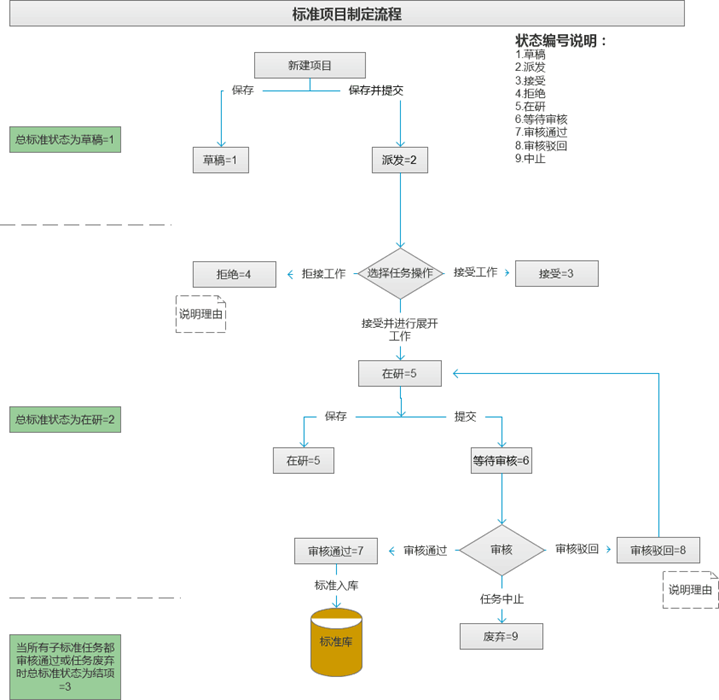 标准项目制定流程
状态编号说明：
1.草稿
2.派发
3.接受
4.拒绝
5.在研
6.等待审核
7.审核通过
8.审核驳回
9.中止
新建项目
保存
保存并提交
总标准状态为草稿=1
草稿=1
派发=2
拒绝=4
拒接工作
选择任务操作
接受工作
接受=3
说明理由
接受并进行展开
工作
在研=5
总标准状态为在研=2
保存
提交
在研=5
等待审核=6
审核通过=7
审核通过
审核
审核驳回
审核驳回=8
说明理由
标准入库
任务中止
标准库
废弃=9
当所有子标准任务都
审核通过或任务废弃
时总标准状态为结项
=3